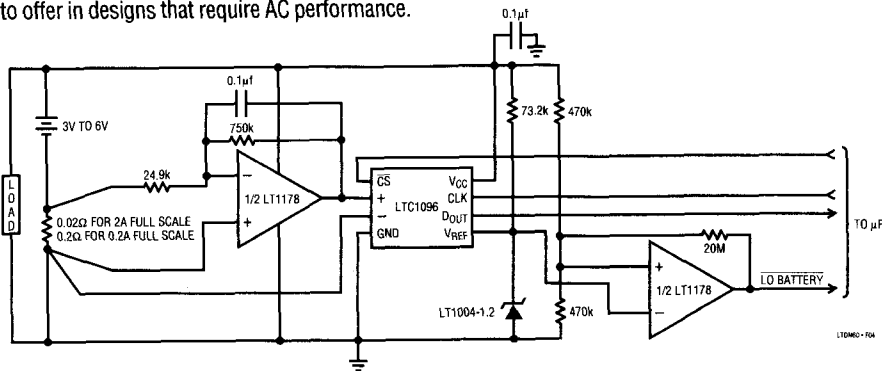 to offer in designs that require AC performance.
0.1µf
0.1µf
3V TO 6V
750k
73.2k
470k
24.9k
LOAD
1/2 LT1178
0.02Ω FOR 2A FULL SCALE
0.2Ω FOR 0.2A FULL SCALE
CS
+
−
GND
LTC1096
VCC
CLK
DOUT
VREF
−
+
TO µP
20M
LT1004-1.2
470k
+
−
1/2 LT1178
LO BATTERY
LTDM60 • F04